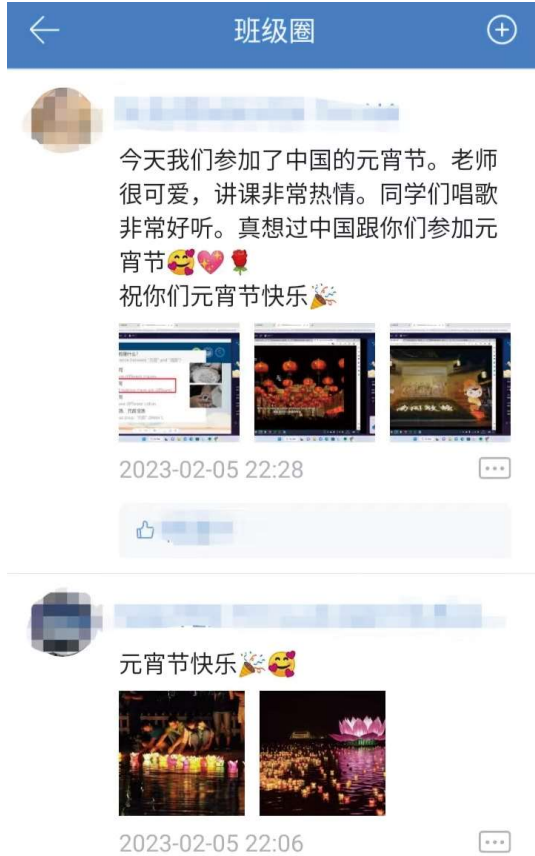 班级圈
今天我们参加了中国的元宵节。老师
很可爱，讲课非常热情。同学们唱歌
非常好听。真想过中国跟你们参加元
宵节🥰💖🌹
祝你们元宵节快乐🎉
2023-02-05 22:28
元宵节快乐🎉🥰
2023-02-05 22:06